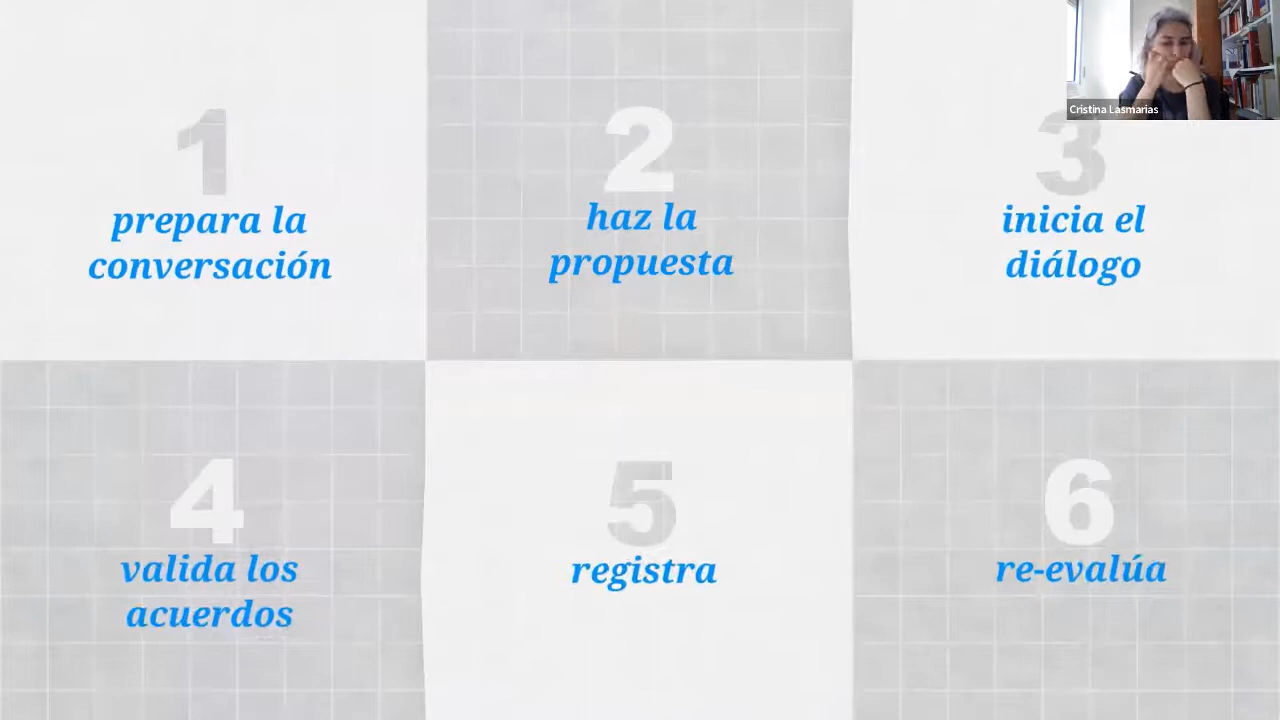 Cristina Lasmarias
1
prepara la
conversación
2
haz la
propuesta
3
inicia el
diálogo
4
valida los
acuerdos
5
registra
6
re-evalúa